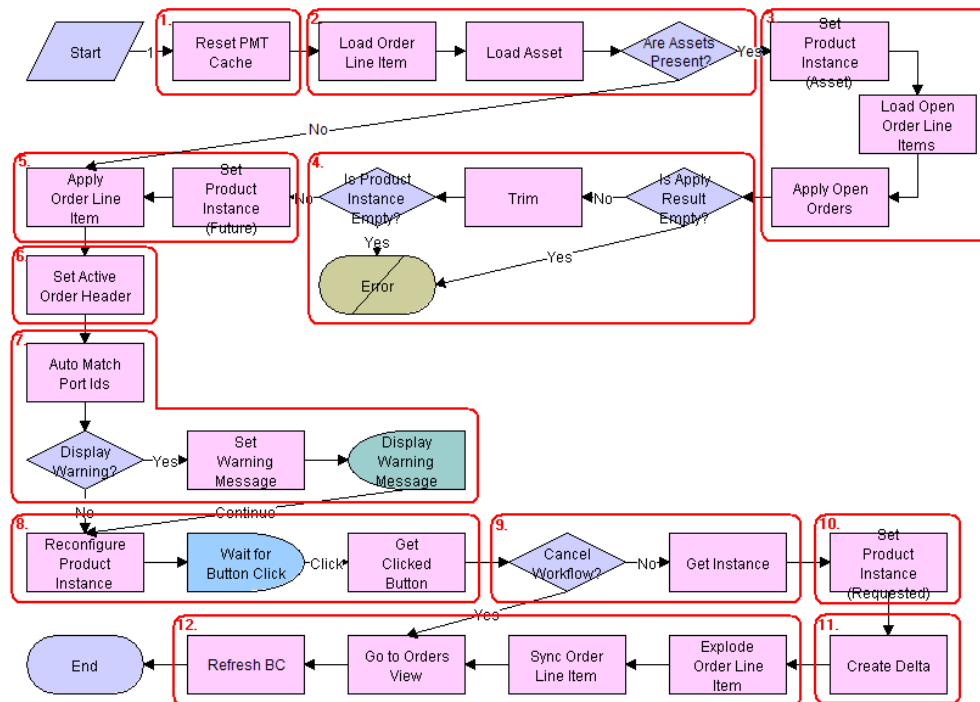 1.
2.
3.
Start
1
Reset PMT
Cache
Load Order
Line Item
Load Asset
Are Assets
Present?
Yes
Set
Product
Instance
(Asset)
No
Load Open
Order Line
Items
5.
4.
Apply
Order Line
Item
Set
Product
Instance
(Future)
No
Is Product
Instance
Empty?
Trim
No
Is Apply
Result
Empty?
Apply Open
Orders
Yes
Yes
Error
6.
Set Active
Order Header
7.
Auto Match
Port Ids
Display
Warning?
Yes
Set
Warning
Message
Display
Warning
Message
No
Continue
8.
9.
10.
Reconfigure
Product
Instance
Wait for
Button Click
Click
Get
Clicked
Button
Cancel
Workflow?
No
Get Instance
Set
Product
Instance
(Requested)
Yes
12.
11.
End
Refresh BC
Go to Orders
View
Sync Order
Line Item
Explode
Order Line
Item
Create Delta